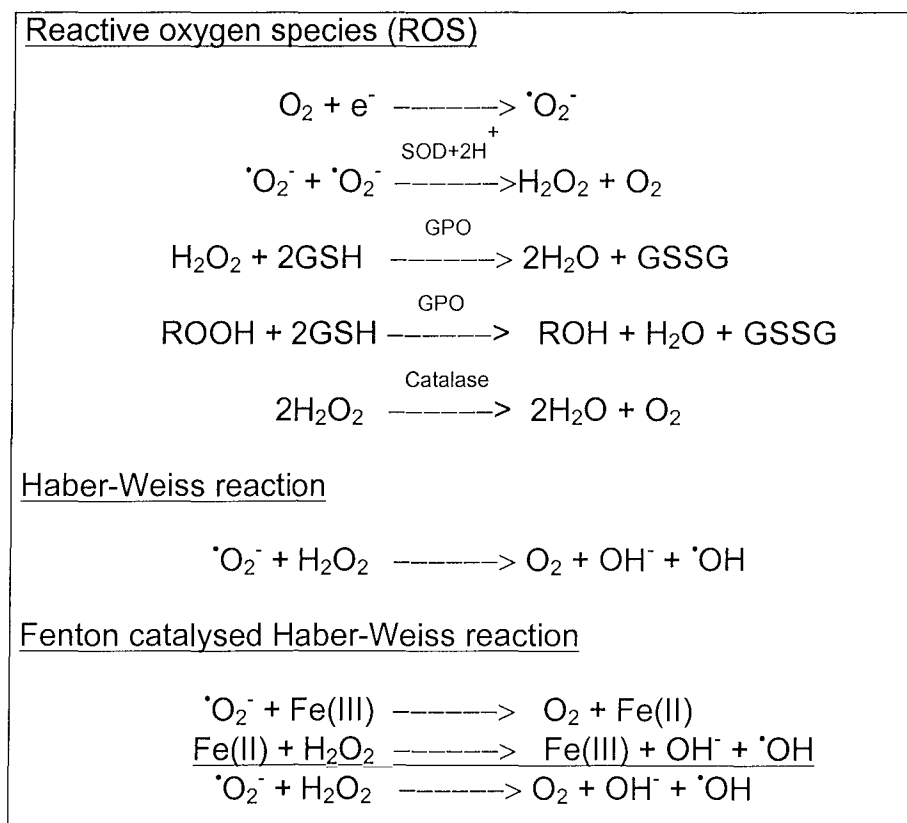 Reactive oxygen species (ROS)
O₂ + e⁻ ------> •O₂⁻
SOD+2H⁺
•O₂⁻ + •O₂⁻ ------> H₂O₂ + O₂
GPO
H₂O₂ + 2GSH ------> 2H₂O + GSSG
GPO
ROOH + 2GSH ------> ROH + H₂O + GSSG
Catalase
2H₂O₂ ------> 2H₂O + O₂
Haber-Weiss reaction
•O₂⁻ + H₂O₂ ------> O₂ + OH⁻ + •OH
Fenton catalysed Haber-Weiss reaction
•O₂⁻ + Fe(III) ------> O₂ + Fe(II)
Fe(II) + H₂O₂ ------> Fe(III) + OH⁻ + •OH
•O₂⁻ + H₂O₂ ------> O₂ + OH⁻ + •OH